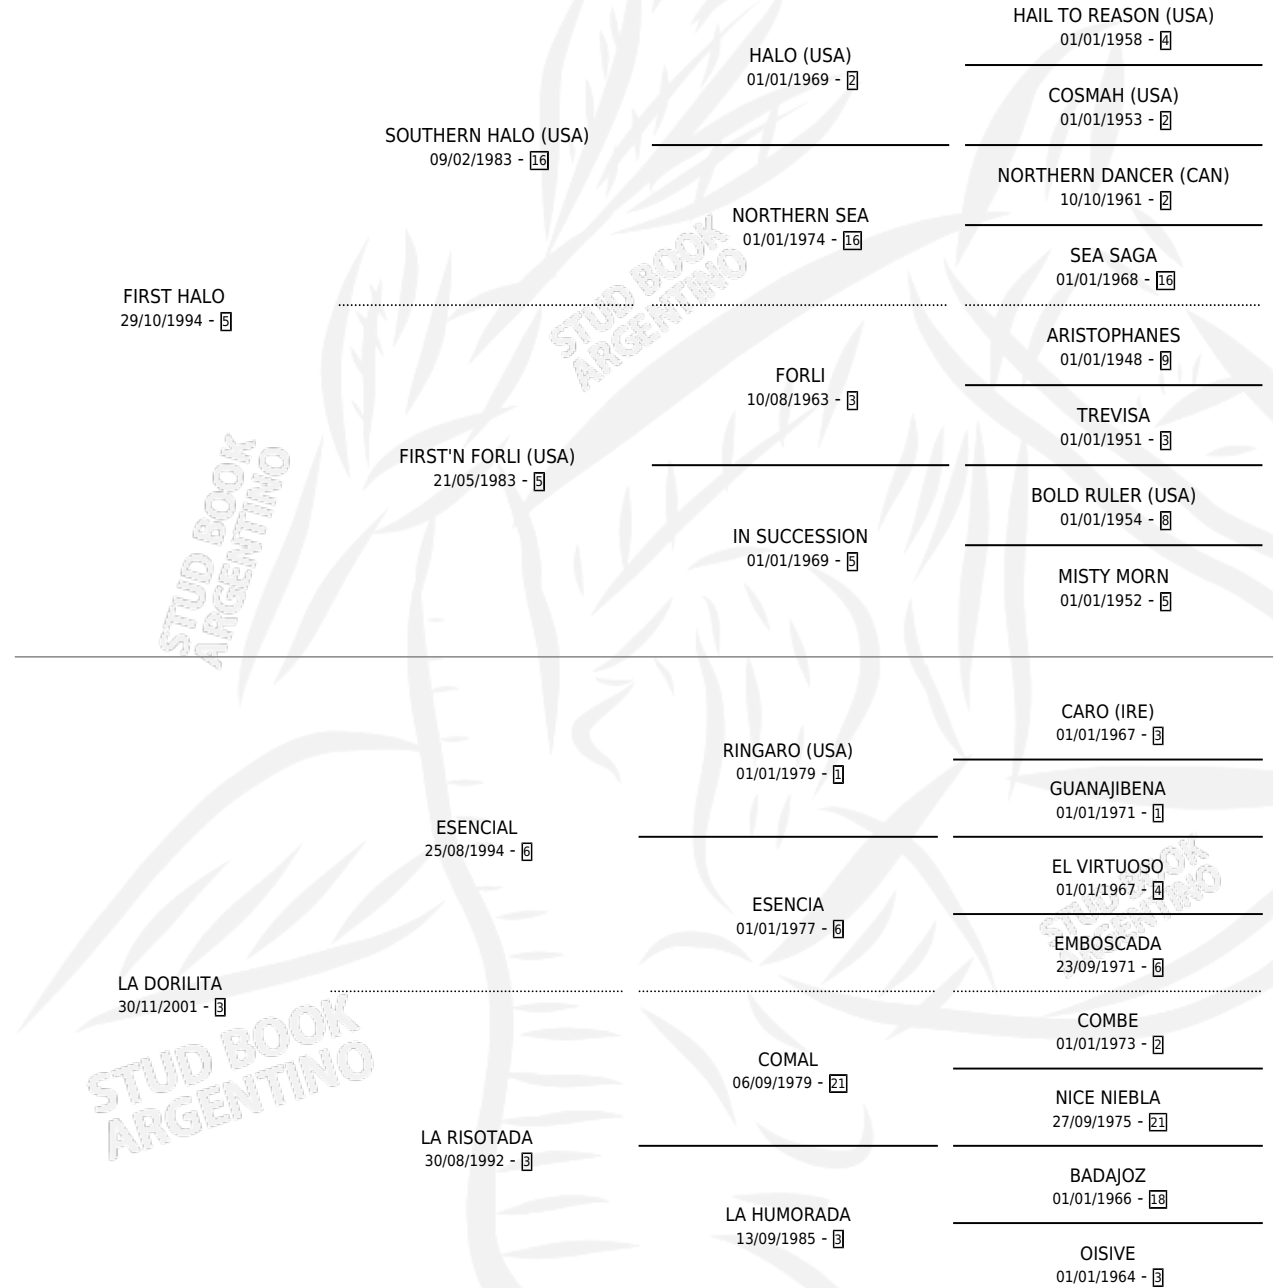 HAIL TO REASON (USA)
01/01/1958 - 4
HALO (USA)
01/01/1969 - 2
COSMAH (USA)
01/01/1953 - 2
SOUTHERN HALO (USA)
09/02/1983 - 16
NORTHERN DANCER (CAN)
10/10/1961 - 2
NORTHERN SEA
01/01/1974 - 16
SEA SAGA
01/01/1968 - 16
FIRST HALO
29/10/1994 - 5
STUD BOOK
ARGENTINO
ARISTOPHANES
01/01/1948 - 9
FORLI
10/08/1963 - 3
TREVISA
01/01/1951 - 3
FIRST'N FORLI (USA)
21/05/1983 - 5
BOLD RULER (USA)
01/01/1954 - 8
IN SUCCESSION
01/01/1969 - 5
MISTY MORN
01/01/1952 - 5
STUD BOOK
ARGENTINO
CARO (IRE)
01/01/1967 - 3
RINGARO (USA)
01/01/1979 - 1
GUANAJIBENA
01/01/1971 - 1
ESENCIAL
25/08/1994 - 6
EL VIRTUOSO
01/01/1967 - 4
ESENCIA
01/01/1977 - 6
STUD BOOK
ARGENTINO
EMBOSCADA
23/09/1971 - 6
LA DORILITA
30/11/2001 - 3
COMBE
01/01/1973 - 2
COMAL
06/09/1979 - 21
STUD BOOK
ARGENTINO
NICE NIEBLA
27/09/1975 - 21
LA RISOTADA
30/08/1992 - 3
BADAJOZ
01/01/1966 - 18
LA HUMORADA
13/09/1985 - 3
OISIVE
01/01/1964 - 3